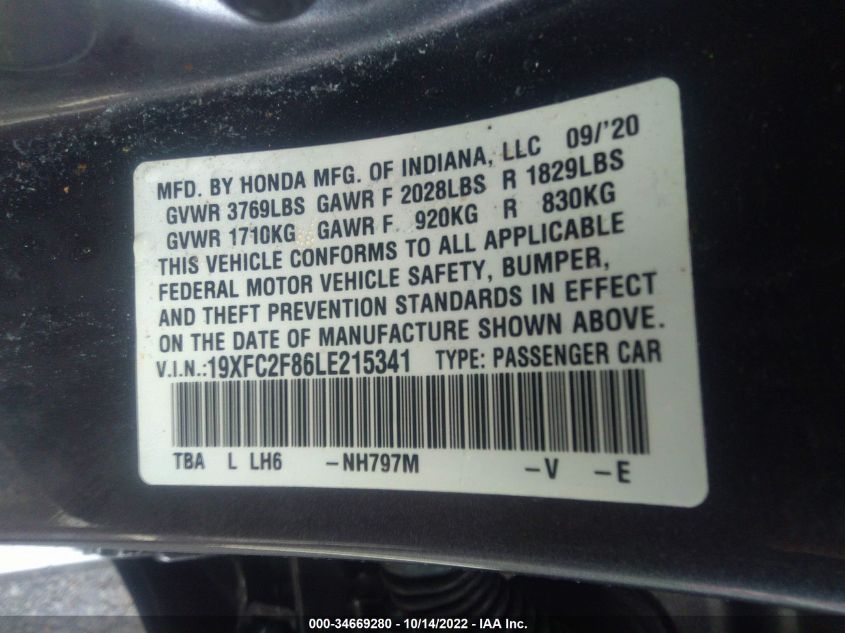 MFD. BY HONDA MFG. OF INDIANA, LLC 09/'20
GVWR 3769LBS GAWR F 2028LBS R 1829LBS
GVWR 1710KG GAWR F 920KG R 830KG
THIS VEHICLE CONFORMS TO ALL APPLICABLE
FEDERAL MOTOR VEHICLE SAFETY, BUMPER,
AND THEFT PREVENTION STANDARDS IN EFFECT
ON THE DATE OF MANUFACTURE SHOWN ABOVE.
V.I.N.:19XFC2F86LE215341 TYPE: PASSENGER CAR
TBA L LH6 -NH797M -V -E
000-34669280 - 10/14/2022 - IAA Inc.